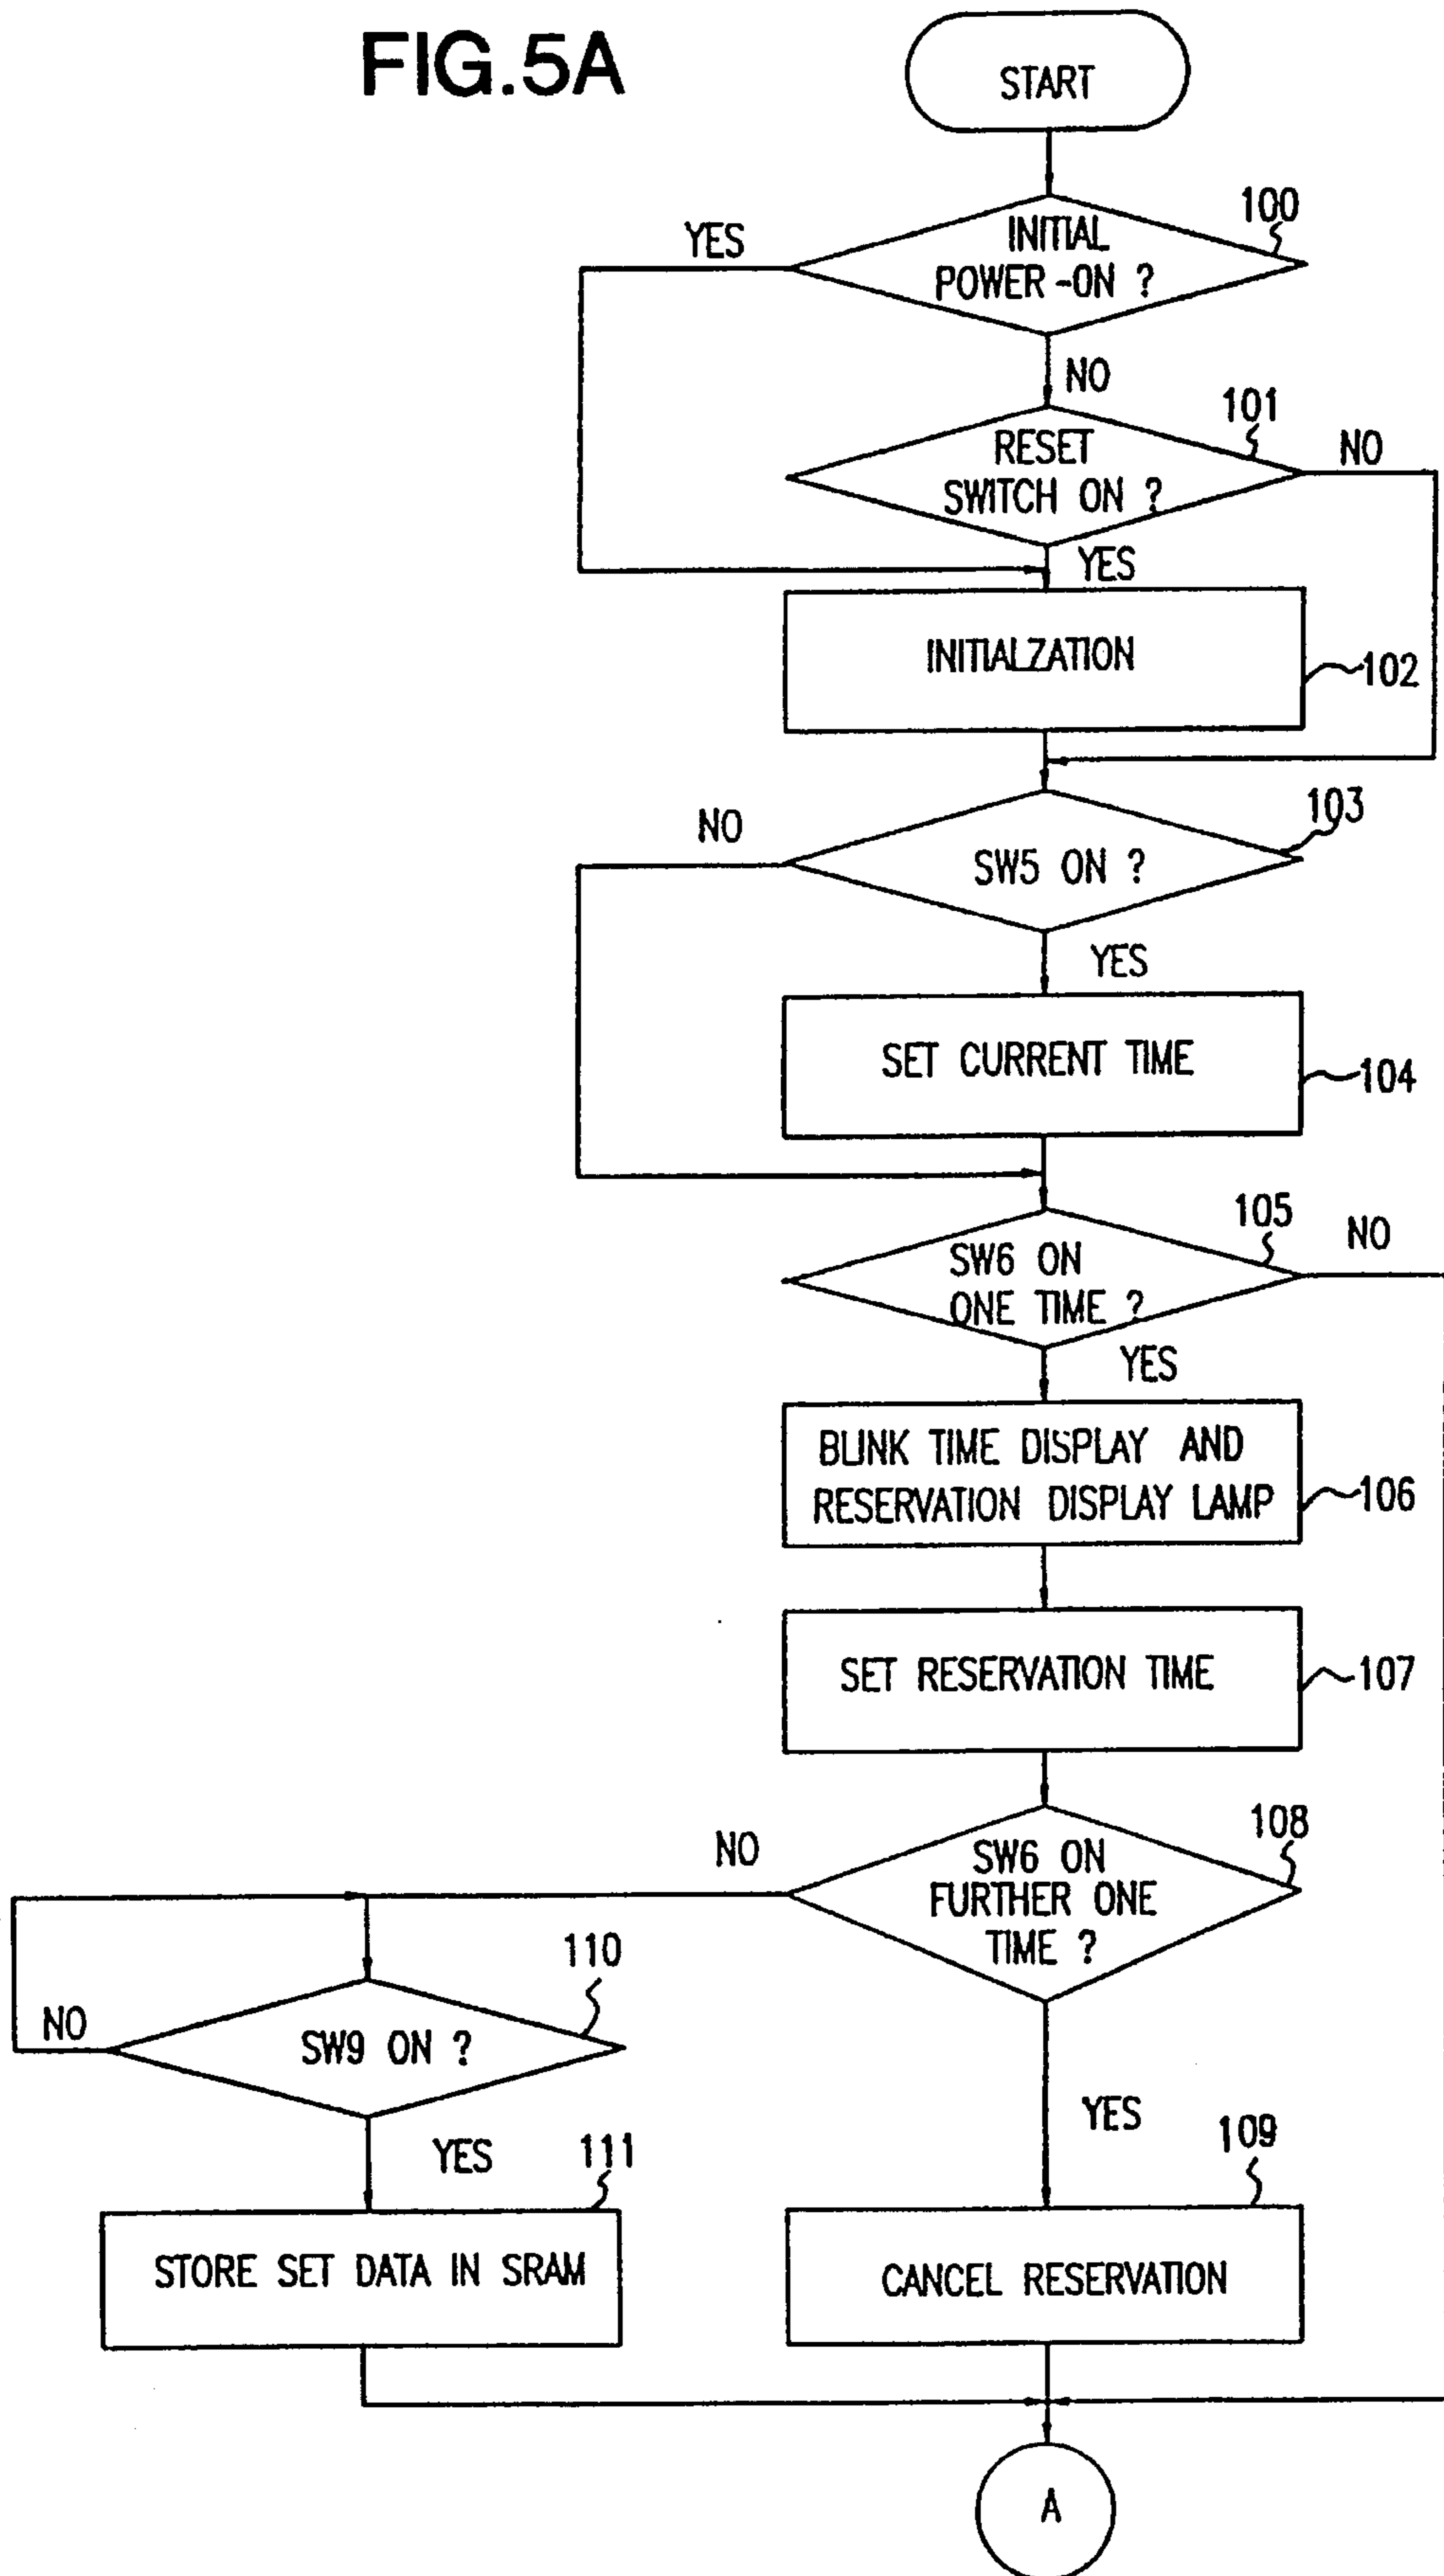 FIG.5A
START
100
YES
INITIAL
POWER-ON ?
NO
101
RESET
SWITCH ON ?
NO
YES
INITIALZATION
102
103
NO
SW5 ON ?
YES
SET CURRENT TIME
104
105
NO
SW6 ON
ONE TIME ?
YES
BLINK TIME DISPLAY AND
RESERVATION DISPLAY LAMP
106
SET RESERVATION TIME
107
108
NO
SW6 ON
FURTHER ONE
TIME ?
110
NO
SW9 ON ?
YES
YES
111
109
STORE SET DATA IN SRAM
CANCEL RESERVATION
A